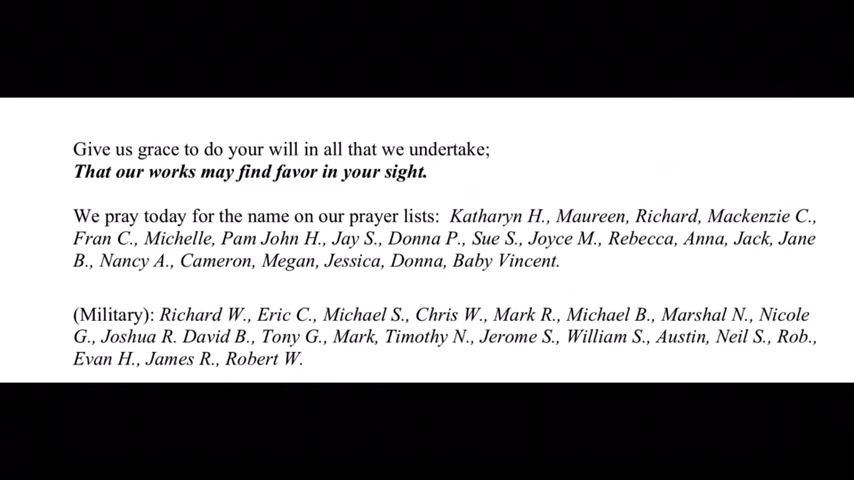 Give us grace to do your will in all that we undertake;
That our works may find favor in your sight.
We pray today for the name on our prayer lists: Katharyn H., Maureen, Richard, Mackenzie C.,
Fran C., Michelle, Pam John H., Jay S., Donna P., Sue S., Joyce M., Rebecca, Anna, Jack, Jane
B., Nancy A., Cameron, Megan, Jessica, Donna, Baby Vincent.
(Military): Richard W., Eric C., Michael S., Chris W., Mark R., Michael B., Marshal N., Nicole
G., Joshua R. David B., Tony G., Mark, Timothy N., Jerome S., William S., Austin, Neil S., Rob.,
Evan H., James R., Robert W.